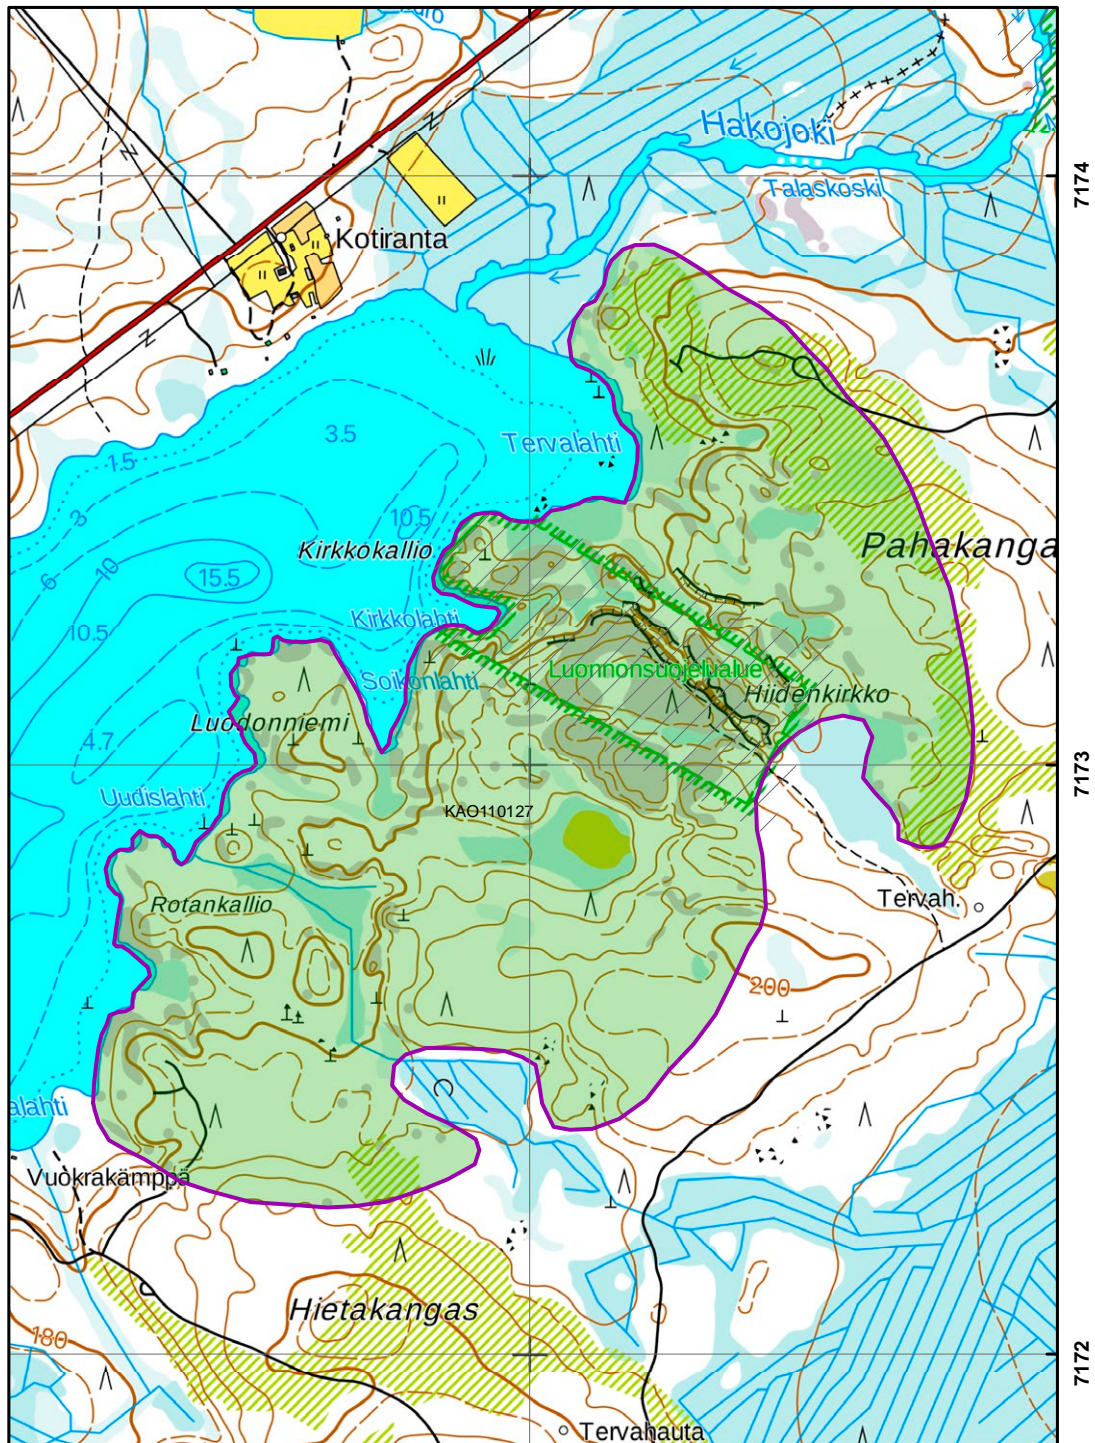 Hakojoki
7174
Talaskoski
Kotiranta
3.5
Tervalahti
1.5
3
10.5
Kirkkokallio
Pahakanga
6
10
15.5
Kirkkolahti
10.5
Luonnonsuojelualue
Soikonlahti
Hiidenkirkko
Luodonniemi
4.7
7173
Uudislahti
KAO110127
Rotankallio
Tervah.
200
alahti
Vuokrakämppä
Hietakangas
180
7172
Tervahauta